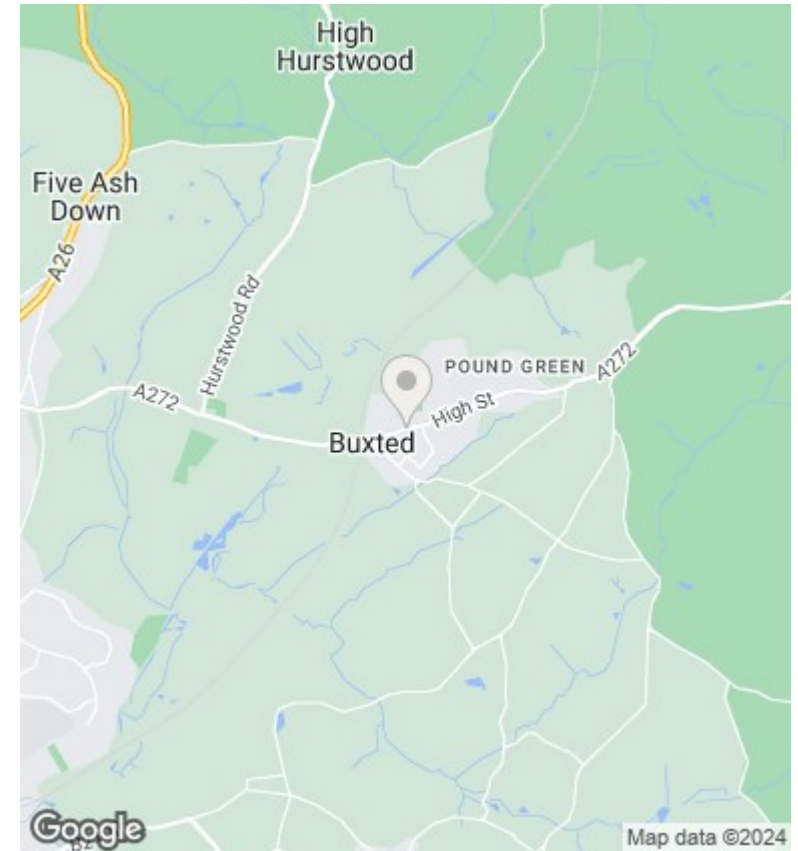 High
Hurstwood
Five Ash
Down
A26
Hurstwood Rd
POUND GREEN
A272
A272
High St
Buxted
Google
Map data ©2024